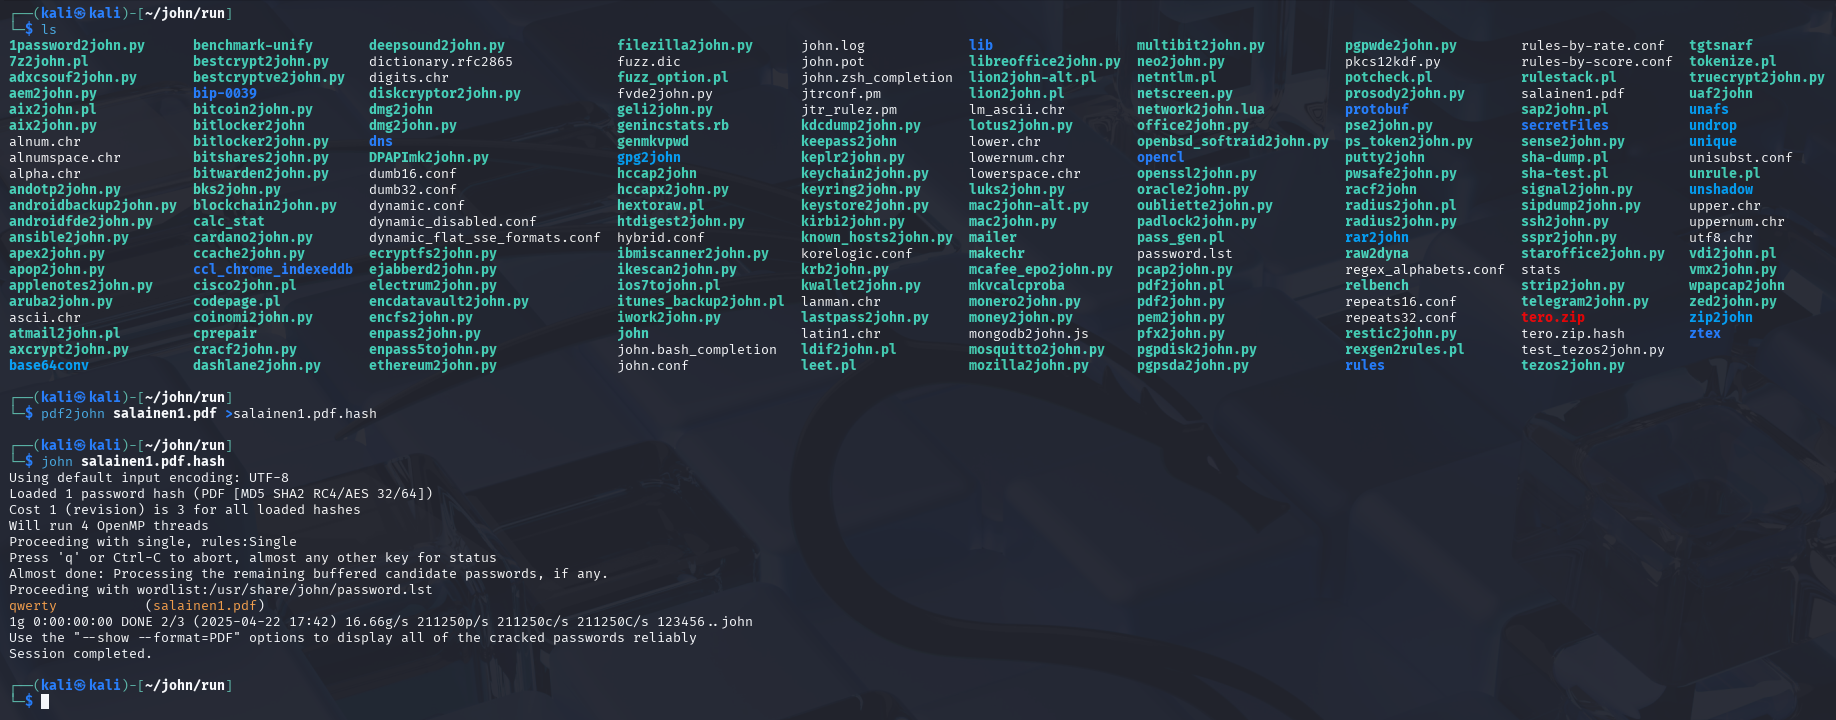 ┌──(kali㉿kali)-[~/john/run]
└─$ ls
1password2john.py benchmark-unify deepsound2john.py filezilla2john.py john.log lib multibit2john.py pgpwde2john.py rules-by-rate.conf tgtsnarf
7z2john.pl bestcrypt2john.py dictionary.rfc2865 fuzz.dic john.pot libreoffice2john.py neo2john.py pkcs12kdf.py rules-by-score.conf tokenize.pl
adxcsouf2john.py bestcryptve2john.py digits.chr fuzz_option.pl john.zsh_completion lion2john-alt.pl netntlm.pl potcheck.pl rulestack.pl truecrypt2john.py
aem2john.py bip-0039 diskcryptor2john.py fvde2john.py jtrconf.pm lion2john.pl netscreen.py prosody2john.py salainen1.pdf uaf2john
aix2john.pl bitcoin2john.py dmg2john geli2john.py jtr_rulez.pm lm_ascii.chr network2john.lua protobuf sap2john.pl unafs
aix2john.py bitlocker2john dmg2john.py genincstats.rb kdcdump2john.py lotus2john.py office2john.py pse2john.py secretFiles undrop
alnum.chr bitlocker2john.py dns genmkvpwd keepass2john lower.chr openbsd_softraid2john.py ps_token2john.py sense2john.py unique
alnumspace.chr bitshares2john.py DPAPImk2john.py gpg2john keplr2john.py lowernum.chr opencl putty2john sha-dump.pl unisubst.conf
alpha.chr bitwarden2john.py dumb16.conf hccap2john keychain2john.py lowerspace.chr openssl2john.py pwsafe2john.py sha-test.pl unrule.pl
andotp2john.py bks2john.py dumb32.conf hccapx2john.py keyring2john.py luks2john.py oracle2john.py racf2john signal2john.py unshadow
androidbackup2john.py blockchain2john.py dynamic.conf hextoraw.pl keystore2john.py mac2john-alt.py oubliette2john.py radius2john.pl sipdump2john.py upper.chr
androidfde2john.py calc_stat dynamic_disabled.conf htdigest2john.py kirbi2john.py mac2john.py padlock2john.py radius2john.py ssh2john.py uppernum.chr
ansible2john.py cardano2john.py dynamic_flat_sse_formats.conf hybrid.conf known_hosts2john.py mailer pass_gen.pl rar2john sspr2john.py utf8.chr
apex2john.py ccache2john.py ecryptfs2john.py ibmiscanner2john.py korelogic.conf makechr password.lst raw2dyna staroffice2john.py vdi2john.pl
apop2john.py ccl_chrome_indexeddb ejabberd2john.py ikescan2john.py krb2john.py mcafee_epo2john.py pcap2john.py regex_alphabets.conf stats vmx2john.py
applenotes2john.py cisco2john.pl electrum2john.py ios7tojohn.pl kwallet2john.py mkvcalcproba pdf2john.pl relbench strip2john.py wpapcap2john
aruba2john.py codepage.pl encdatavault2john.py itunes_backup2john.pl lanman.chr monero2john.py pdf2john.py repeats16.conf telegram2john.py zed2john.py
ascii.chr coinomi2john.py encfs2john.py iwork2john.py lastpass2john.py money2john.py pem2john.py repeats32.conf tero.zip zip2john
atmail2john.pl cprepair enpass2john.py john latin1.chr mongodb2john.js pfx2john.py restic2john.py tero.zip.hash ztex
axcrypt2john.py cracf2john.py enpass5tojohn.py john.bash_completion ldif2john.pl mosquitto2john.py pgpdisk2john.py rexgen2rules.pl test_tezos2john.py
base64conv dashlane2john.py ethereum2john.py john.conf leet.pl mozilla2john.py pgpsda2john.py rules tezos2john.py
┌──(kali㉿kali)-[~/john/run]
└─$ pdf2john salainen1.pdf >salainen1.pdf.hash
┌──(kali㉿kali)-[~/john/run]
└─$ john salainen1.pdf.hash
Using default input encoding: UTF-8
Loaded 1 password hash (PDF [MD5 SHA2 RC4/AES 32/64])
Cost 1 (revision) is 3 for all loaded hashes
Will run 4 OpenMP threads
Proceeding with single, rules:Single
Press 'q' or Ctrl-C to abort, almost any other key for status
Almost done: Processing the remaining buffered candidate passwords, if any.
Proceeding with wordlist:/usr/share/john/password.lst
qwerty (salainen1.pdf)
1g 0:00:00:00 DONE 2/3 (2025-04-22 17:42) 16.66g/s 211250p/s 211250c/s 211250C/s 123456..john
Use the "--show --format=PDF" options to display all of the cracked passwords reliably
Session completed.
┌──(kali㉿kali)-[~/john/run]
└─$